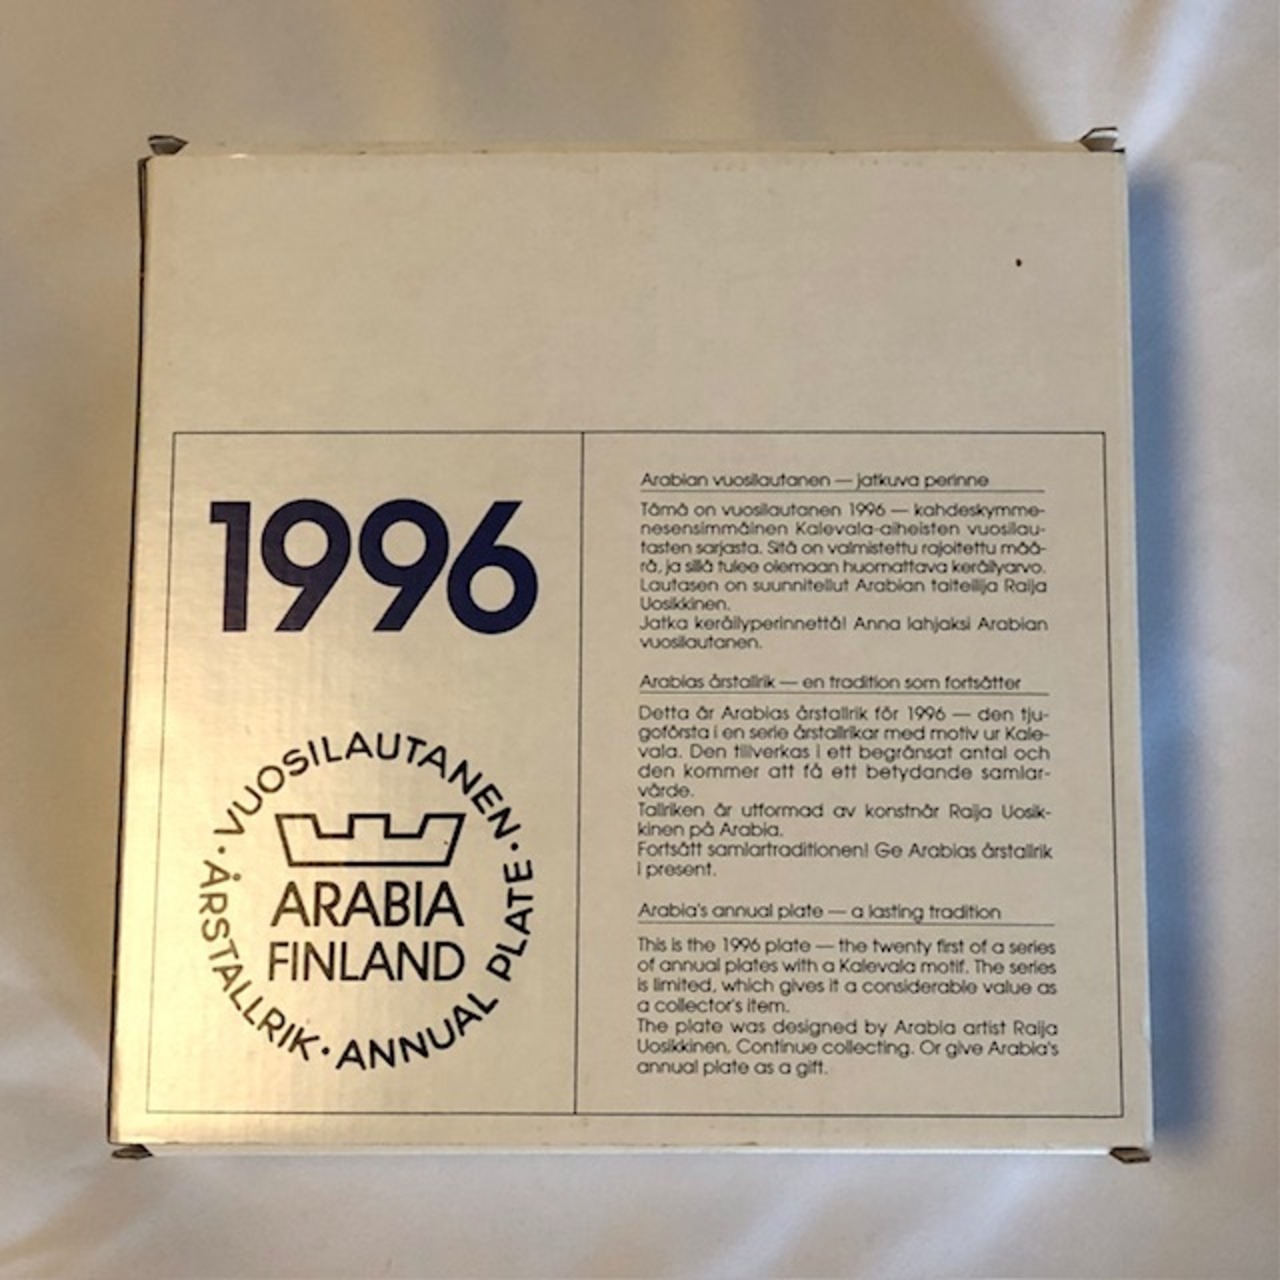 1996
VUOSILAUTANEN · ANNUAL PLATE · ÅRSTALLRIK ·
ARABIA
FINLAND
Arabian vuosilautanen — jatkuva perinne
Tämä on vuosilautanen 1996 — kahdeskymme-
nesensimmäinen Kalevala-aiheisten vuosilau-
tasten sarjasta. Sitä on valmistettu rajoitettu mää-
rä, ja sillä tulee olemaan huomattava keräilyarvo.
Lautasen on suunnitellut Arabian taiteilija Raija
Uosikkinen.
Jatka keräilyperinnettä! Anna lahjaksi Arabian
vuosilautanen.
Arabias årstallrik — en tradition som fortsätter
Detta är Arabias årstallrik för 1996 — den tju-
goförsta i en serie årstallrikar med motiv ur Kale-
vala. Den tillverkas i ett begränsat antal och
den kommer att få ett betydande samlar-
värde.
Tallriken är utformad av konstnär Raija Uosik-
kinen på Arabia.
Fortsätt samlartraditionen! Ge Arabias årstallrik
i present.
Arabia's annual plate — a lasting tradition
This is the 1996 plate — the twenty first of a series
of annual plates with a Kalevala motif. The series
is limited, which gives it a considerable value as
a collector's item.
The plate was designed by Arabia artist Raija
Uosikkinen. Continue collecting. Or give Arabia's
annual plate as a gift.